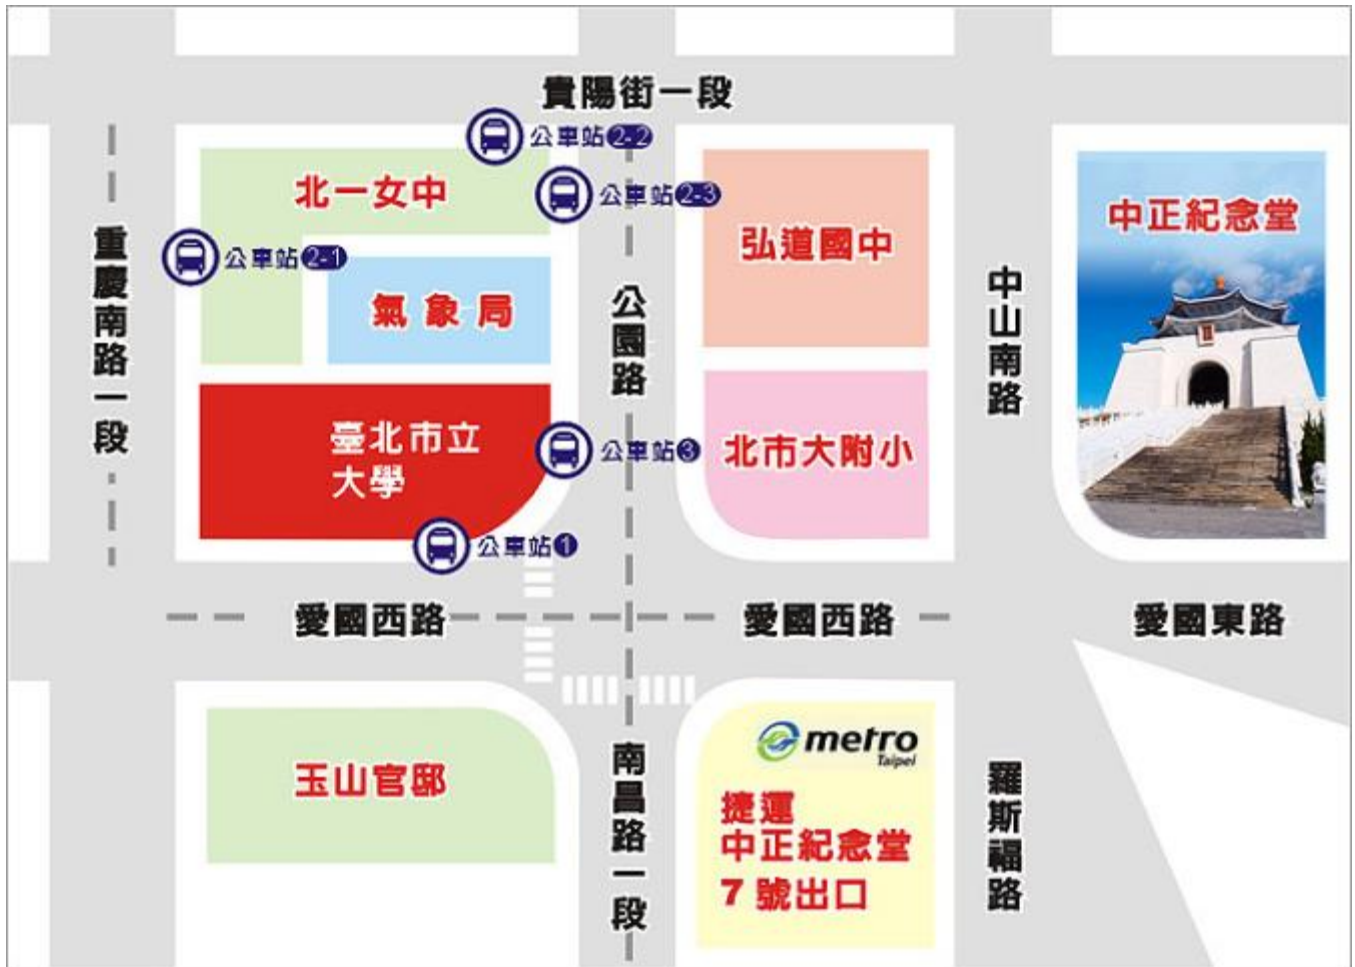 貴陽街一段
公車站2-2
北一女中
公車站2-3
中正紀念堂
弘道國中
公車站2-1
重慶南路一段
氣象局
公園路
中山南路
臺北市立
大學
公車站3
北市大附小
公車站1
愛國西路
愛國西路
愛國東路
metro
Taipei
玉山官邸
南昌路一段
捷運
中正紀念堂
7號出口
羅斯福路